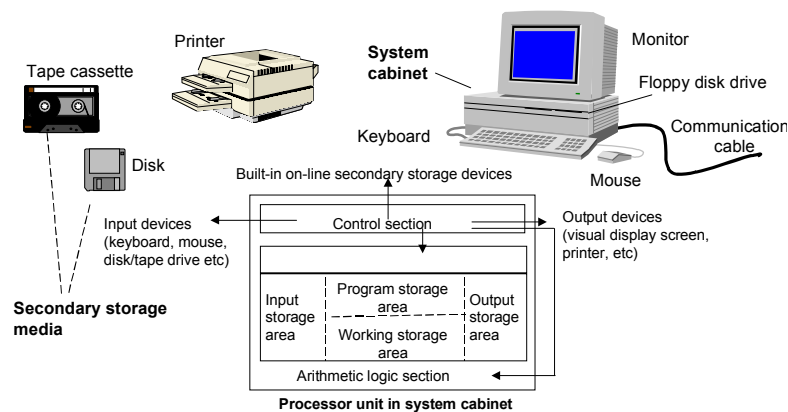 Printer
System
cabinet
Monitor
Tape cassette
Floppy disk drive
Keyboard
Communication
cable
Disk
Mouse
Built-in on-line secondary storage devices
Input devices
(keyboard, mouse,
disk/tape drive etc)
Control section
Output devices
(visual display screen,
printer, etc)
Secondary storage
media
Input
storage
area
Program storage
area
Working storage
area
Output
storage
area
Arithmetic logic section
Processor unit in system cabinet